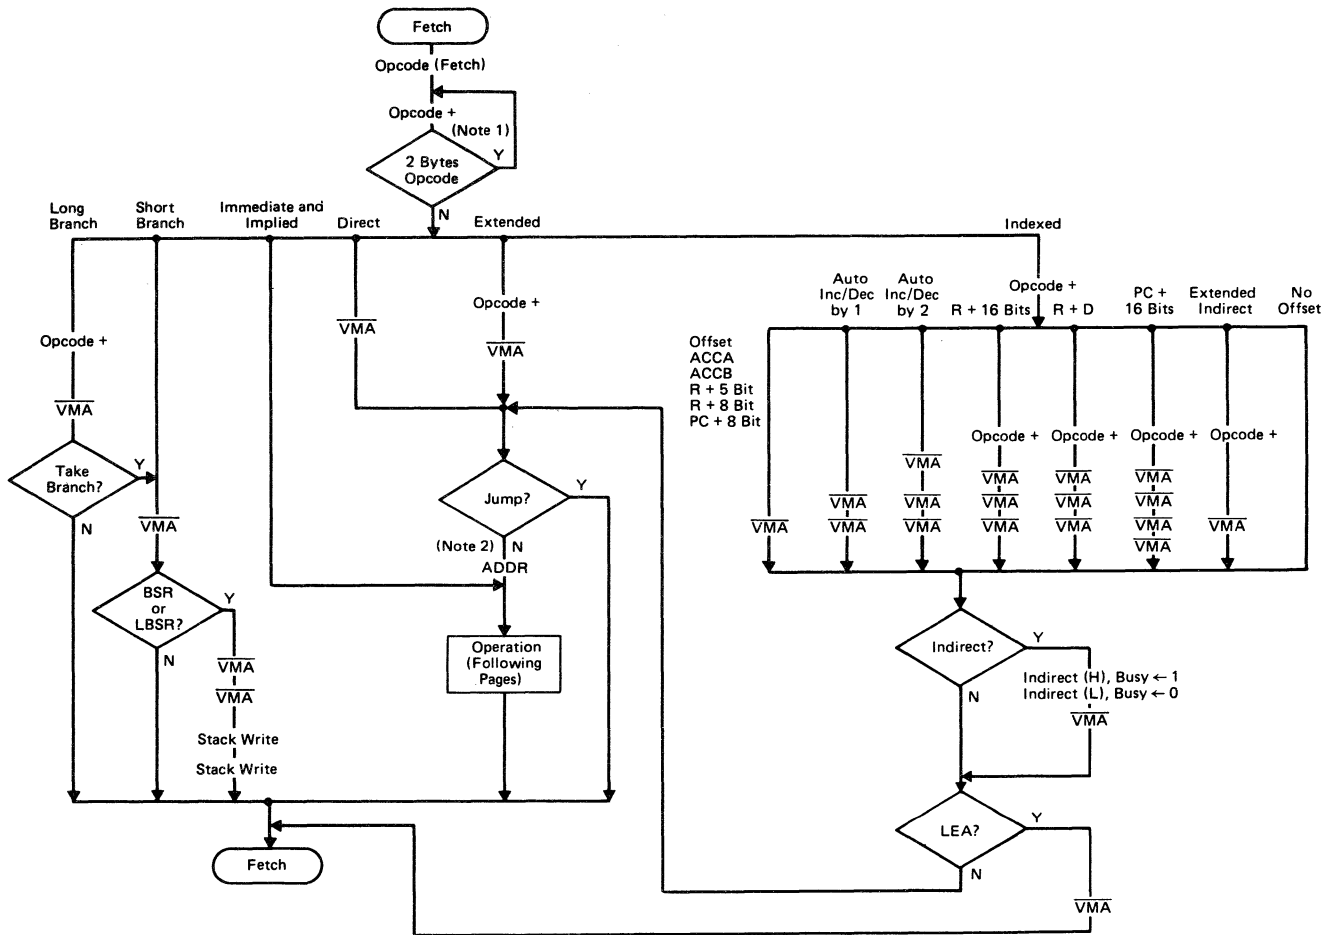 Fetch
Opcode (Fetch)
Opcode +
(Note 1)
Y
2 Bytes
Opcode
N
Long
Branch
Short
Branch
Immediate and
Implied
Direct
Extended
Indexed
Opcode +
VMA
Take
Branch?
Y
N
VMA
BSR
or
LBSR?
Y
N
VMA
VMA
Stack Write
Stack Write
VMA
Opcode +
VMA
Jump?
Y
(Note 2)
N
ADDR
Operation
(Following
Pages)
Fetch
Opcode +
Offset
ACCA
ACCB
R + 5 Bit
R + 8 Bit
PC + 8 Bit
VMA
Auto
Inc/Dec
by 1
VMA
VMA
Auto
Inc/Dec
by 2
VMA
VMA
VMA
R + 16 Bits
Opcode +
VMA
VMA
VMA
R + D
Opcode +
VMA
VMA
VMA
PC +
16 Bits
Opcode +
VMA
VMA
VMA
VMA
Extended
Indirect
Opcode +
VMA
No
Offset
Indirect?
Y
N
Indirect (H), Busy ← 1
Indirect (L), Busy ← 0
VMA
LEA?
Y
N
VMA